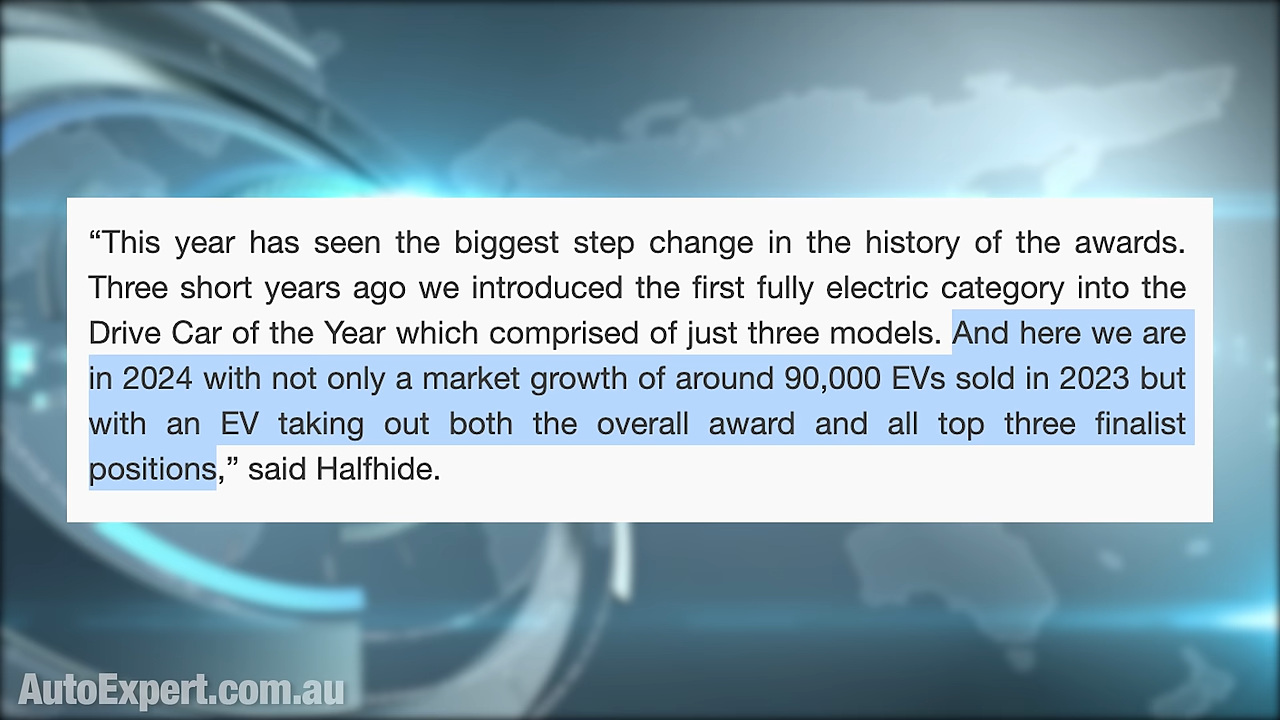 “This year has seen the biggest step change in the history of the awards.
Three short years ago we introduced the first fully electric category into the
Drive Car of the Year which comprised of just three models. And here we are
in 2024 with not only a market growth of around 90,000 EVs sold in 2023 but
with an EV taking out both the overall award and all top three finalist
positions,” said Halfhide.
AutoExpert.com.au